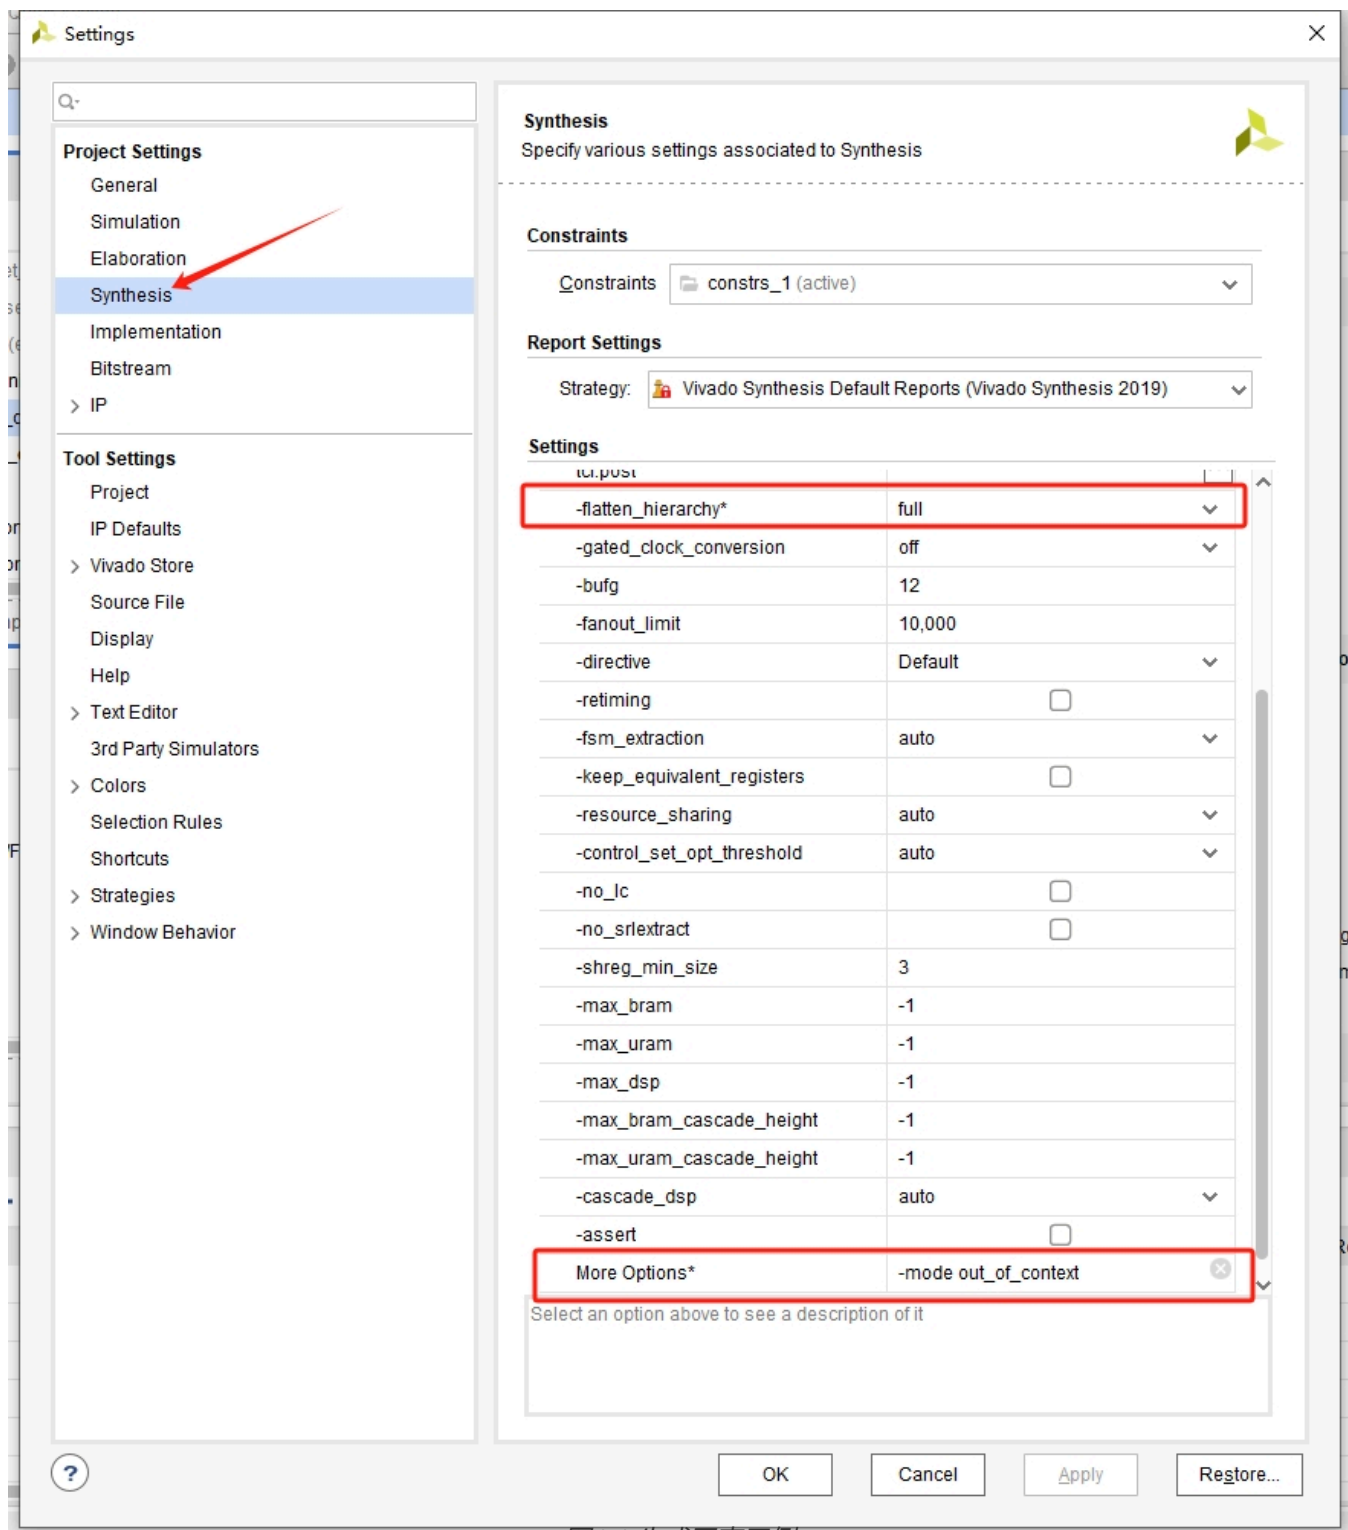 Settings
Project Settings
General
Simulation
Elaboration
Synthesis
Implementation
Bitstream
IP
Tool Settings
Project
IP Defaults
Vivado Store
Source File
Display
Help
Text Editor
3rd Party Simulators
Colors
Selection Rules
Shortcuts
Strategies
Window Behavior
Synthesis
Specify various settings associated to Synthesis
Constraints
Constraints constrs_1 (active)
Report Settings
Strategy: Vivado Synthesis Default Reports (Vivado Synthesis 2019)
Settings
tcl.post
-flatten_hierarchy* full
-gated_clock_conversion off
-bufg 12
-fanout_limit 10,000
-directive Default
-retiming
-fsm_extraction auto
-keep_equivalent_registers
-resource_sharing auto
-control_set_opt_threshold auto
-no_lc
-no_srlextract
-shreg_min_size 3
-max_bram -1
-max_uram -1
-max_dsp -1
-max_bram_cascade_height -1
-max_uram_cascade_height -1
-cascade_dsp auto
-assert
More Options* -mode out_of_context
Select an option above to see a description of it
?
OK Cancel Apply Restore...